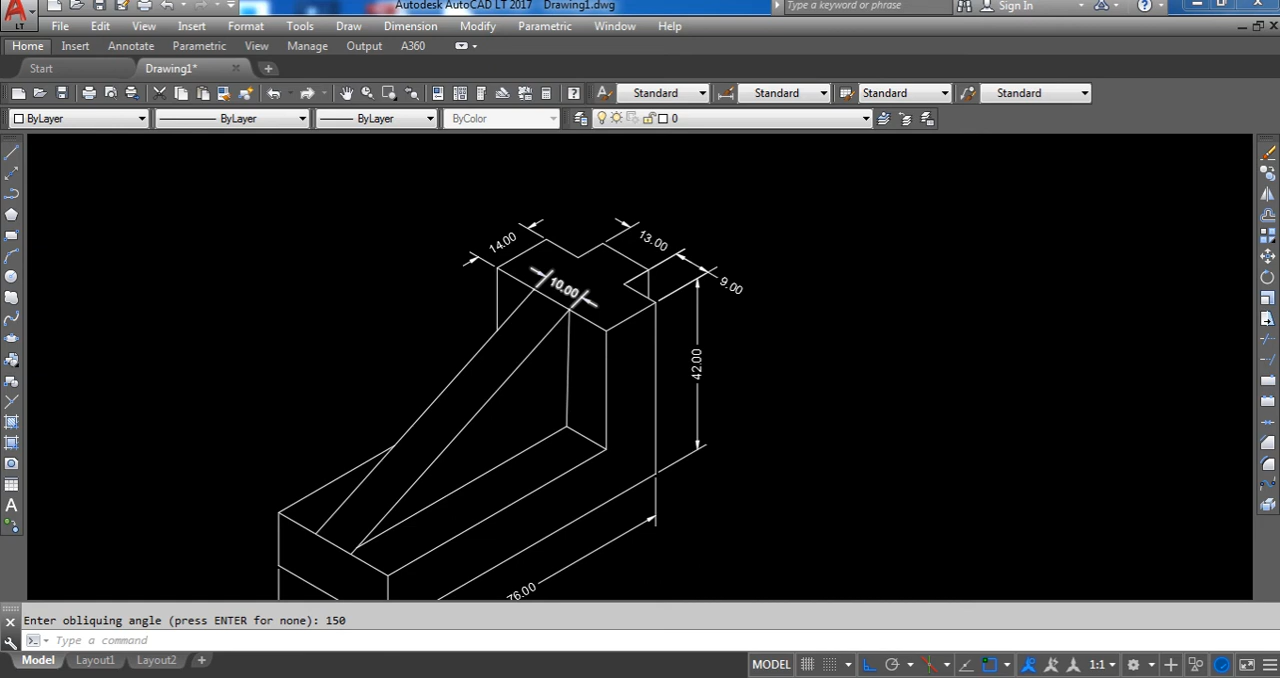 Autodesk AutoCAD LT 2017 Drawing1.dwg
Type a keyword or phrase
Sign In
LT
File Edit View Insert Format Tools Draw Dimension Modify Parametric Window Help
Home Insert Annotate Parametric View Manage Output A360
Start Drawing1*
Standard Standard Standard Standard
ByLayer ByLayer ByLayer ByColor 0
14.00
13.00
10.00
9.00
42.00
76.00
A
Enter obliquing angle (press ENTER for none): 150
Type a command
Model Layout1 Layout2 +
MODEL 1:1